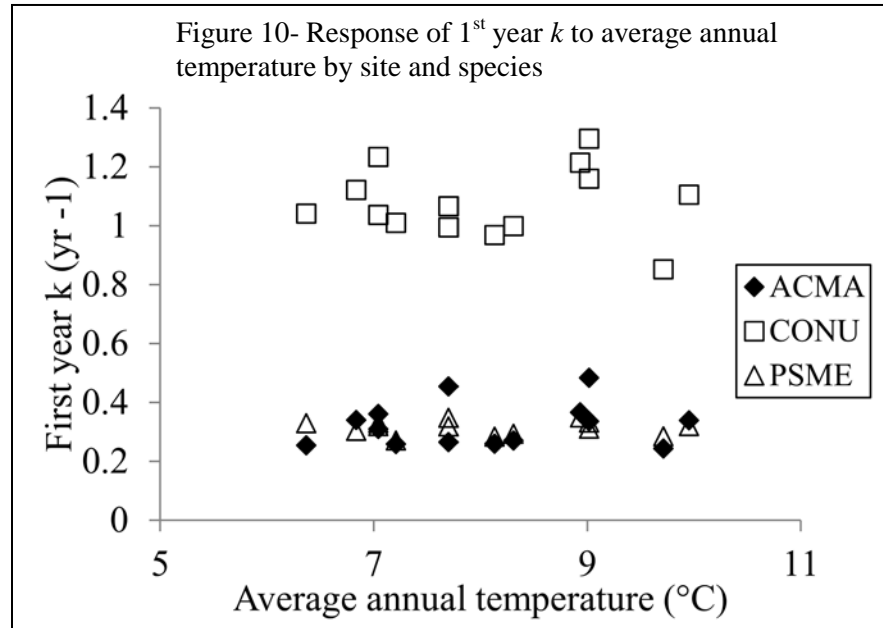 Figure 10- Response of 1st year k to average annual
temperature by site and species
1.4
1.2
1
0.8
0.6
0.4
0.2
0
First year k (yr -1)
5
7
9
11
Average annual temperature (°C)
ACMA
CONU
PSME